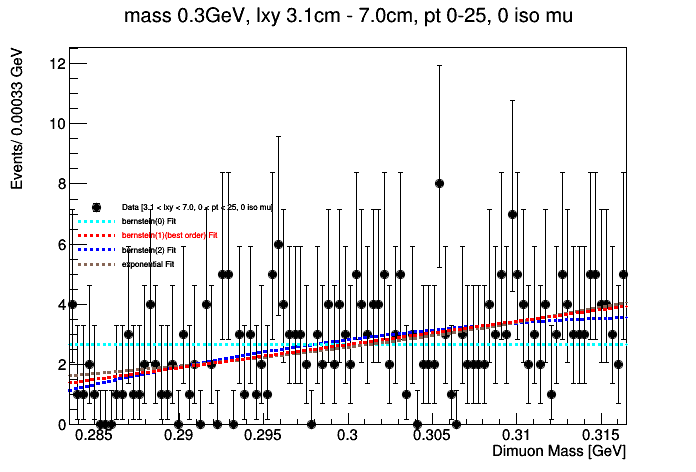 mass 0.3GeV, lxy 3.1cm - 7.0cm, pt 0-25, 0 iso mu
Events/ 0.00033 GeV
12
10
8
6
4
2
0
Data [3.1 < lxy < 7.0, 0 < pt < 25, 0 iso mu]
bernstein(0) Fit
bernstein(1)(best order) Fit
bernstein(2) Fit
exponential Fit
0.285 0.29 0.295 0.3 0.305 0.31 0.315
Dimuon Mass [GeV]